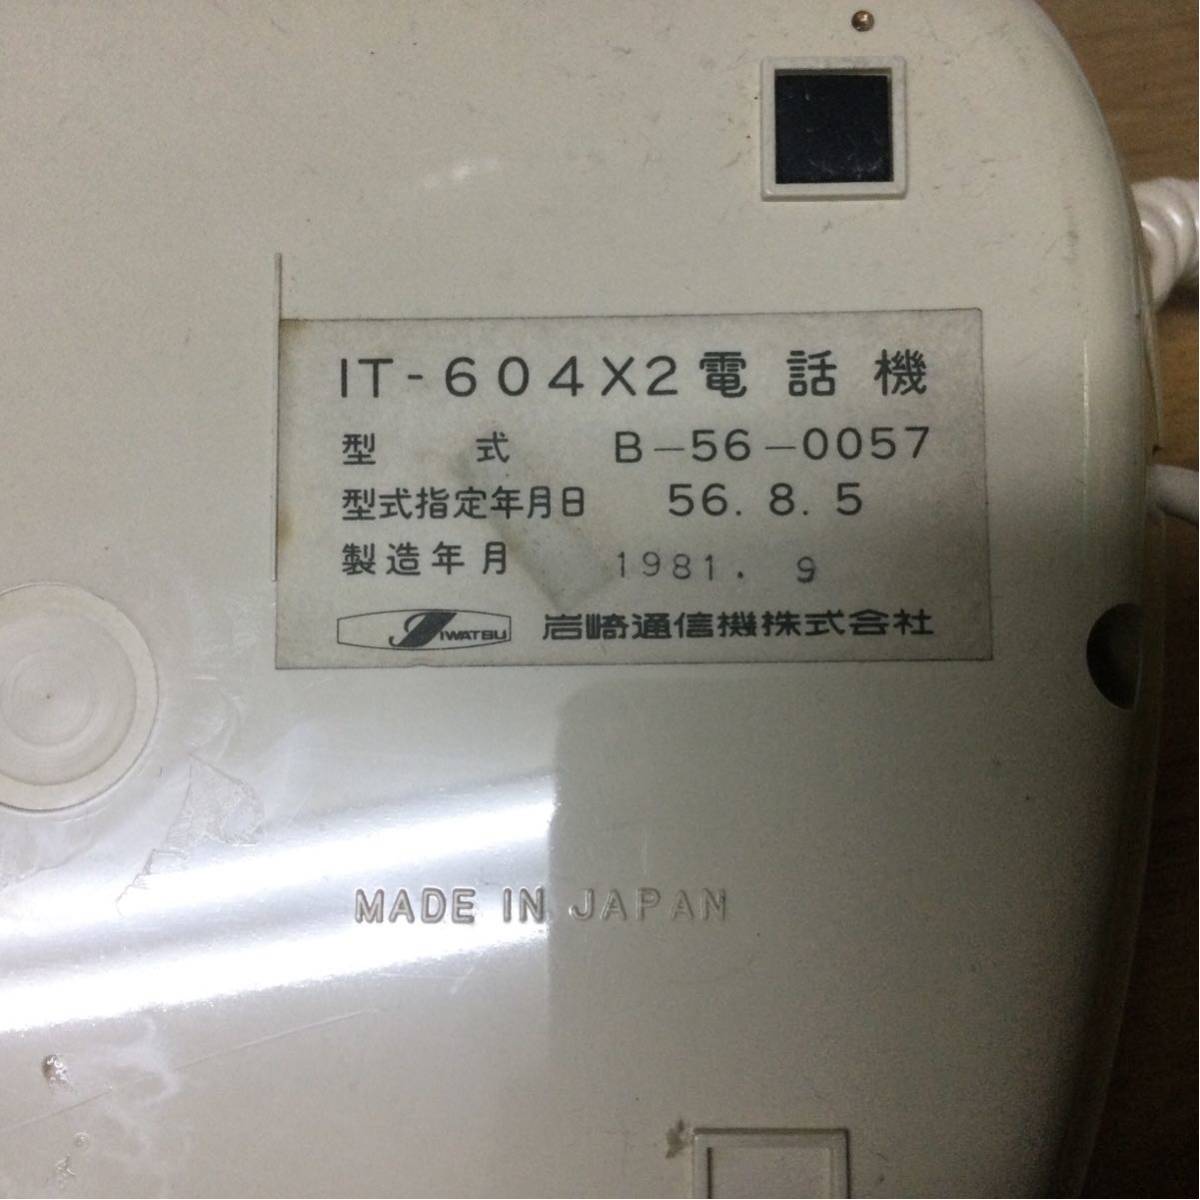 IT-604X2電話機
型式 B-56-0057
型式指定年月日 56.8.5
製造年月 1981.9
IWATSU 岩崎通信機株式会社
MADE IN JAPAN